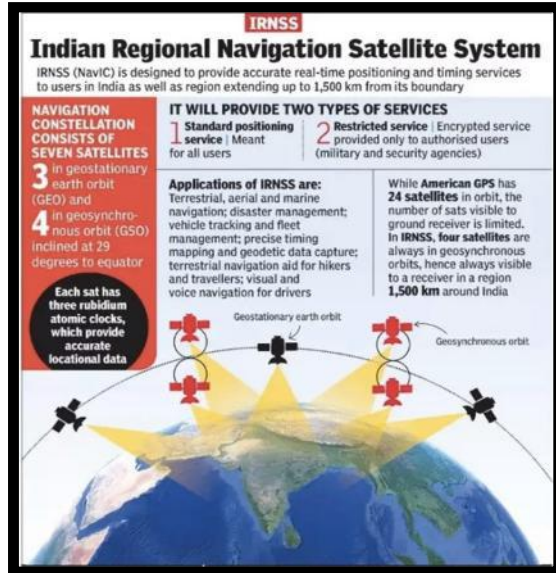 IRNSS
Indian Regional Navigation Satellite System
IRNSS (NavIC) is designed to provide accurate real-time positioning and timing services
to users in India as well as region extending up to 1,500 km from its boundary
NAVIGATION
CONSTELLATION
CONSISTS OF
SEVEN SATELLITES
3 in geostationary
earth orbit
(GEO) and
4 in geosynchro-
nous orbit (GSO)
inclined at 29
degrees to equator
Each sat has
three rubidium
atomic clocks,
which provide
accurate
locational data
IT WILL PROVIDE TWO TYPES OF SERVICES
1 Standard positioning
service | Meant
for all users
2 Restricted service | Encrypted service
provided only to authorised users
(military and security agencies)
Applications of IRNSS are:
Terrestrial, aerial and marine
navigation; disaster management;
vehicle tracking and fleet
management; precise timing
mapping and geodetic data capture;
terrestrial navigation aid for hikers
and travellers; visual and
voice navigation for drivers
While American GPS has
24 satellites in orbit, the
number of sats visible to
ground receiver is limited.
In IRNSS, four satellites are
always in geosynchronous
orbits, hence always visible
to a receiver in a region
1,500 km around India
Geostationary earth orbit
Geosynchronous orbit